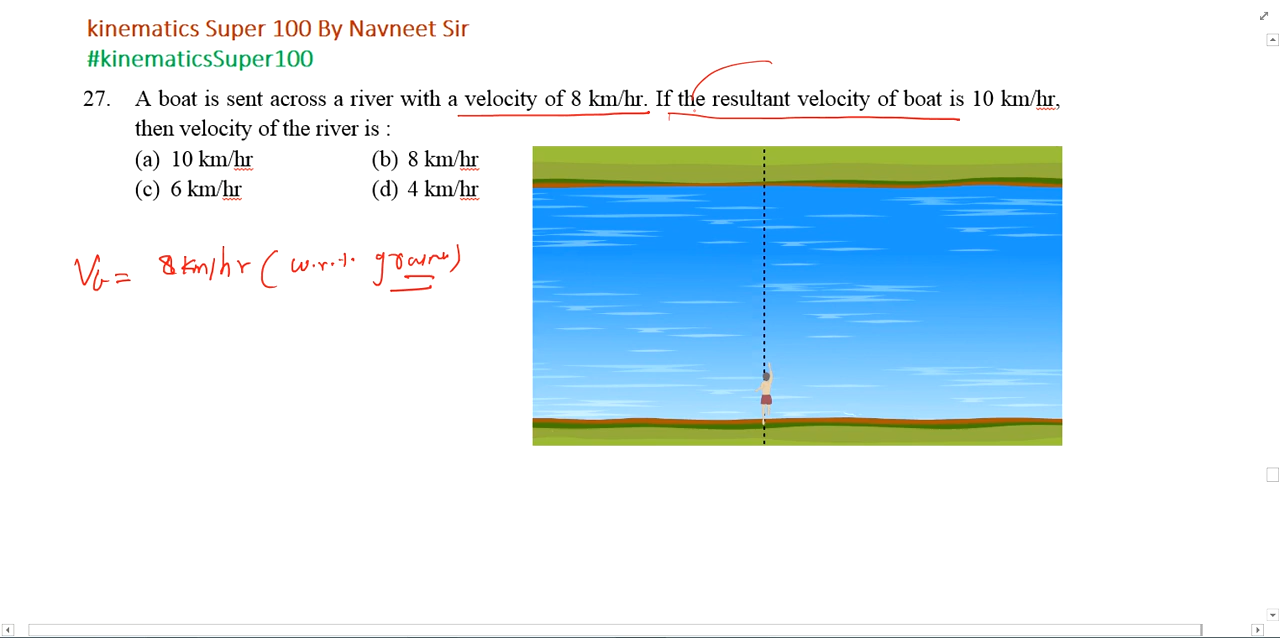 kinematics Super 100 By Navneet Sir
#kinematicsSuper100
27. A boat is sent across a river with a velocity of 8 km/hr. If the resultant velocity of boat is 10 km/hr,
then velocity of the river is :
(a) 10 km/hr (b) 8 km/hr
(c) 6 km/hr (d) 4 km/hr
Vb = 8 km/hr (w.r.t.